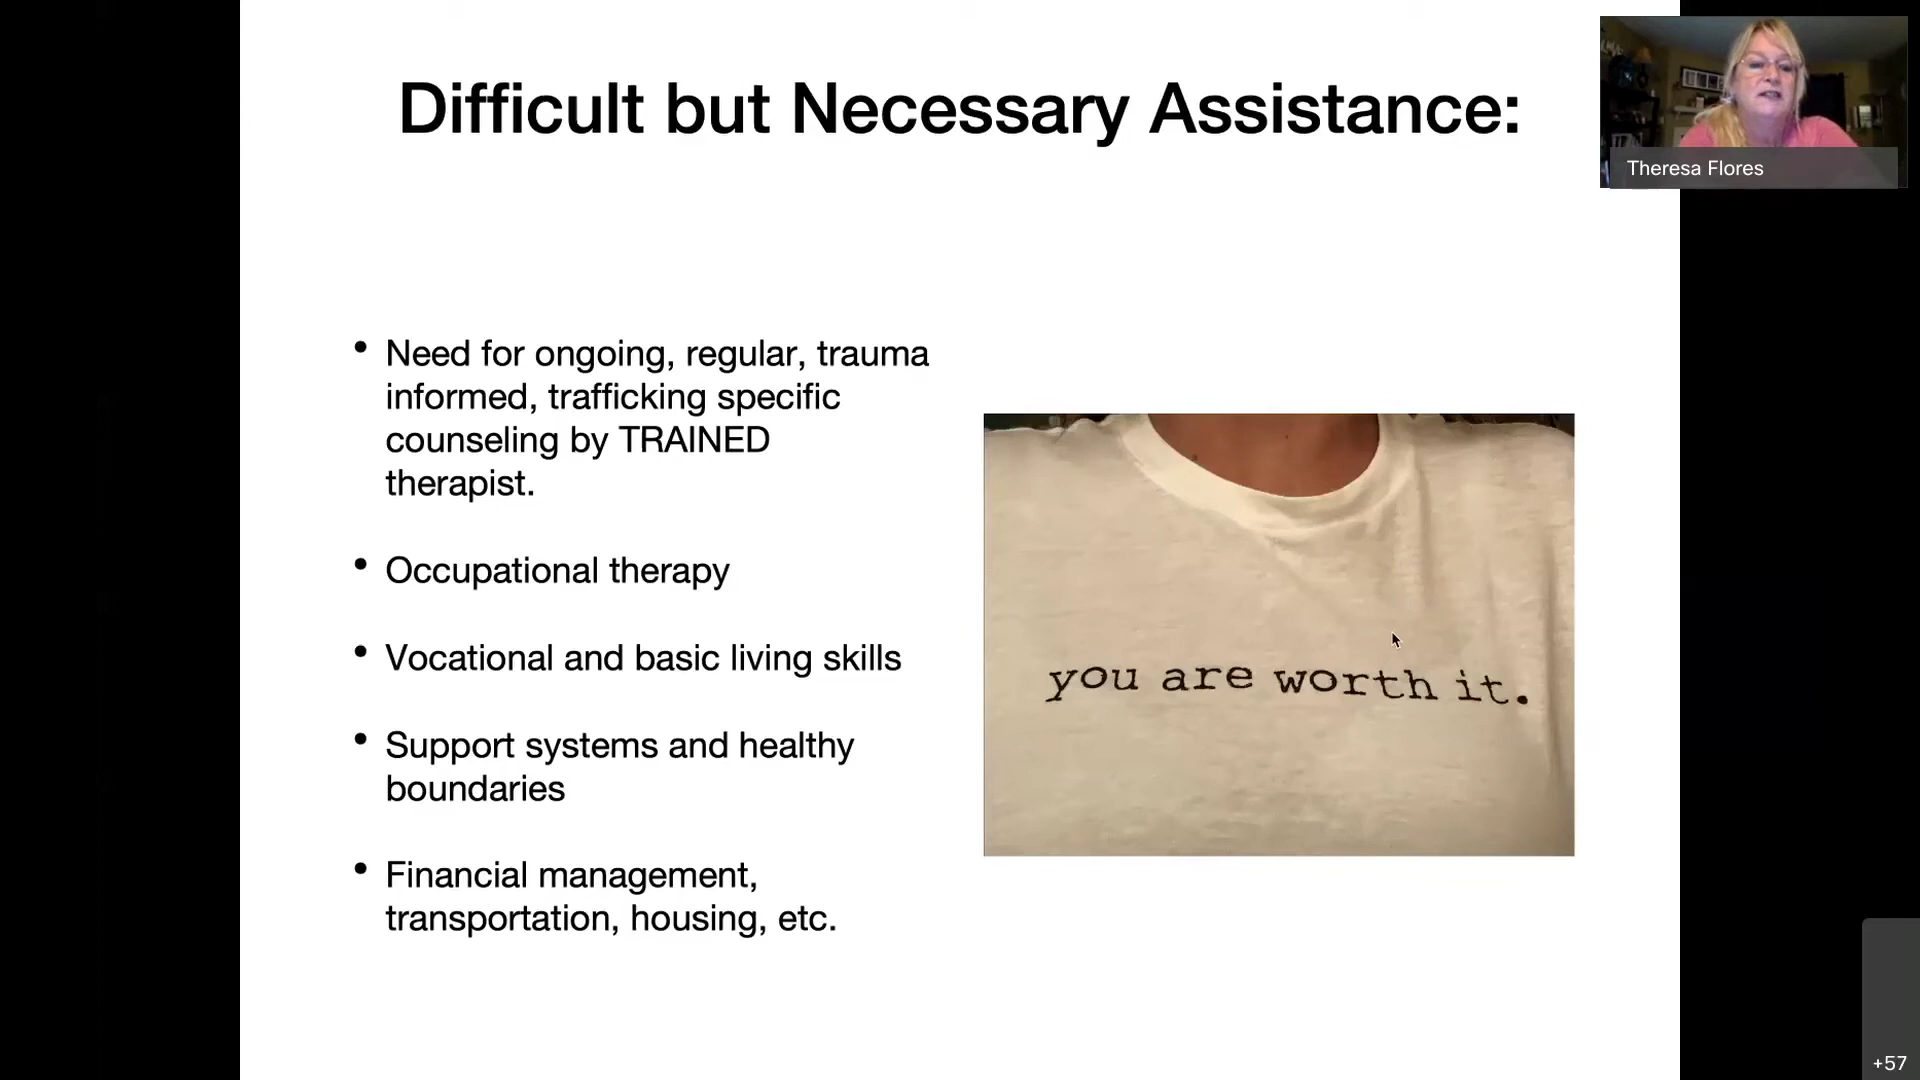 Difficult but Necessary Assistance:
Theresa Flores
• Need for ongoing, regular, trauma
informed, trafficking specific
counseling by TRAINED
therapist.
• Occupational therapy
• Vocational and basic living skills
• Support systems and healthy
boundaries
• Financial management,
transportation, housing, etc.
you are worth it.
+57